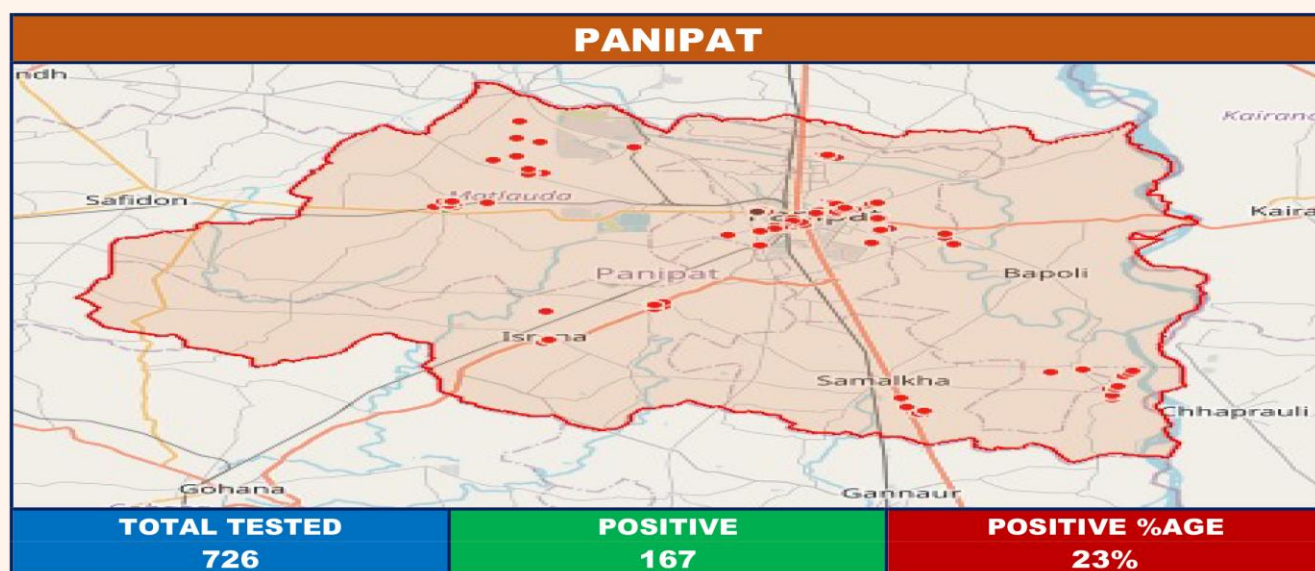 PANIPAT
ndh
Kairana
Safidon
Matlauda
Kaira
Panipat
Bapoli
Israna
Samalkha
Chhaprauli
Gohana
Gannaur
TOTAL TESTED
POSITIVE
POSITIVE %AGE
726
167
23%